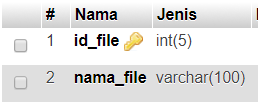 # Nama Jenis
1 id_file int(5)
2 nama_file varchar(100)